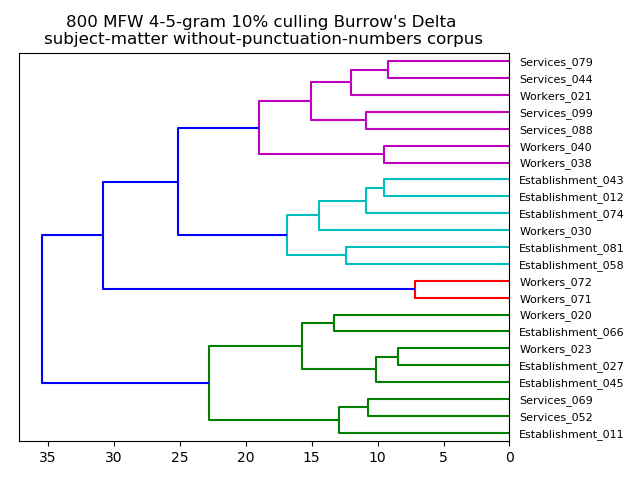 800 MFW 4-5-gram 10% culling Burrow's Delta
subject-matter without-punctuation-numbers corpus
Services_079
Services_044
Workers_021
Services_099
Services_088
Workers_040
Workers_038
Establishment_043
Establishment_012
Establishment_074
Workers_030
Establishment_081
Establishment_058
Workers_072
Workers_071
Workers_020
Establishment_066
Workers_023
Establishment_027
Establishment_045
Services_069
Services_052
Establishment_011
35 30 25 20 15 10 5 0